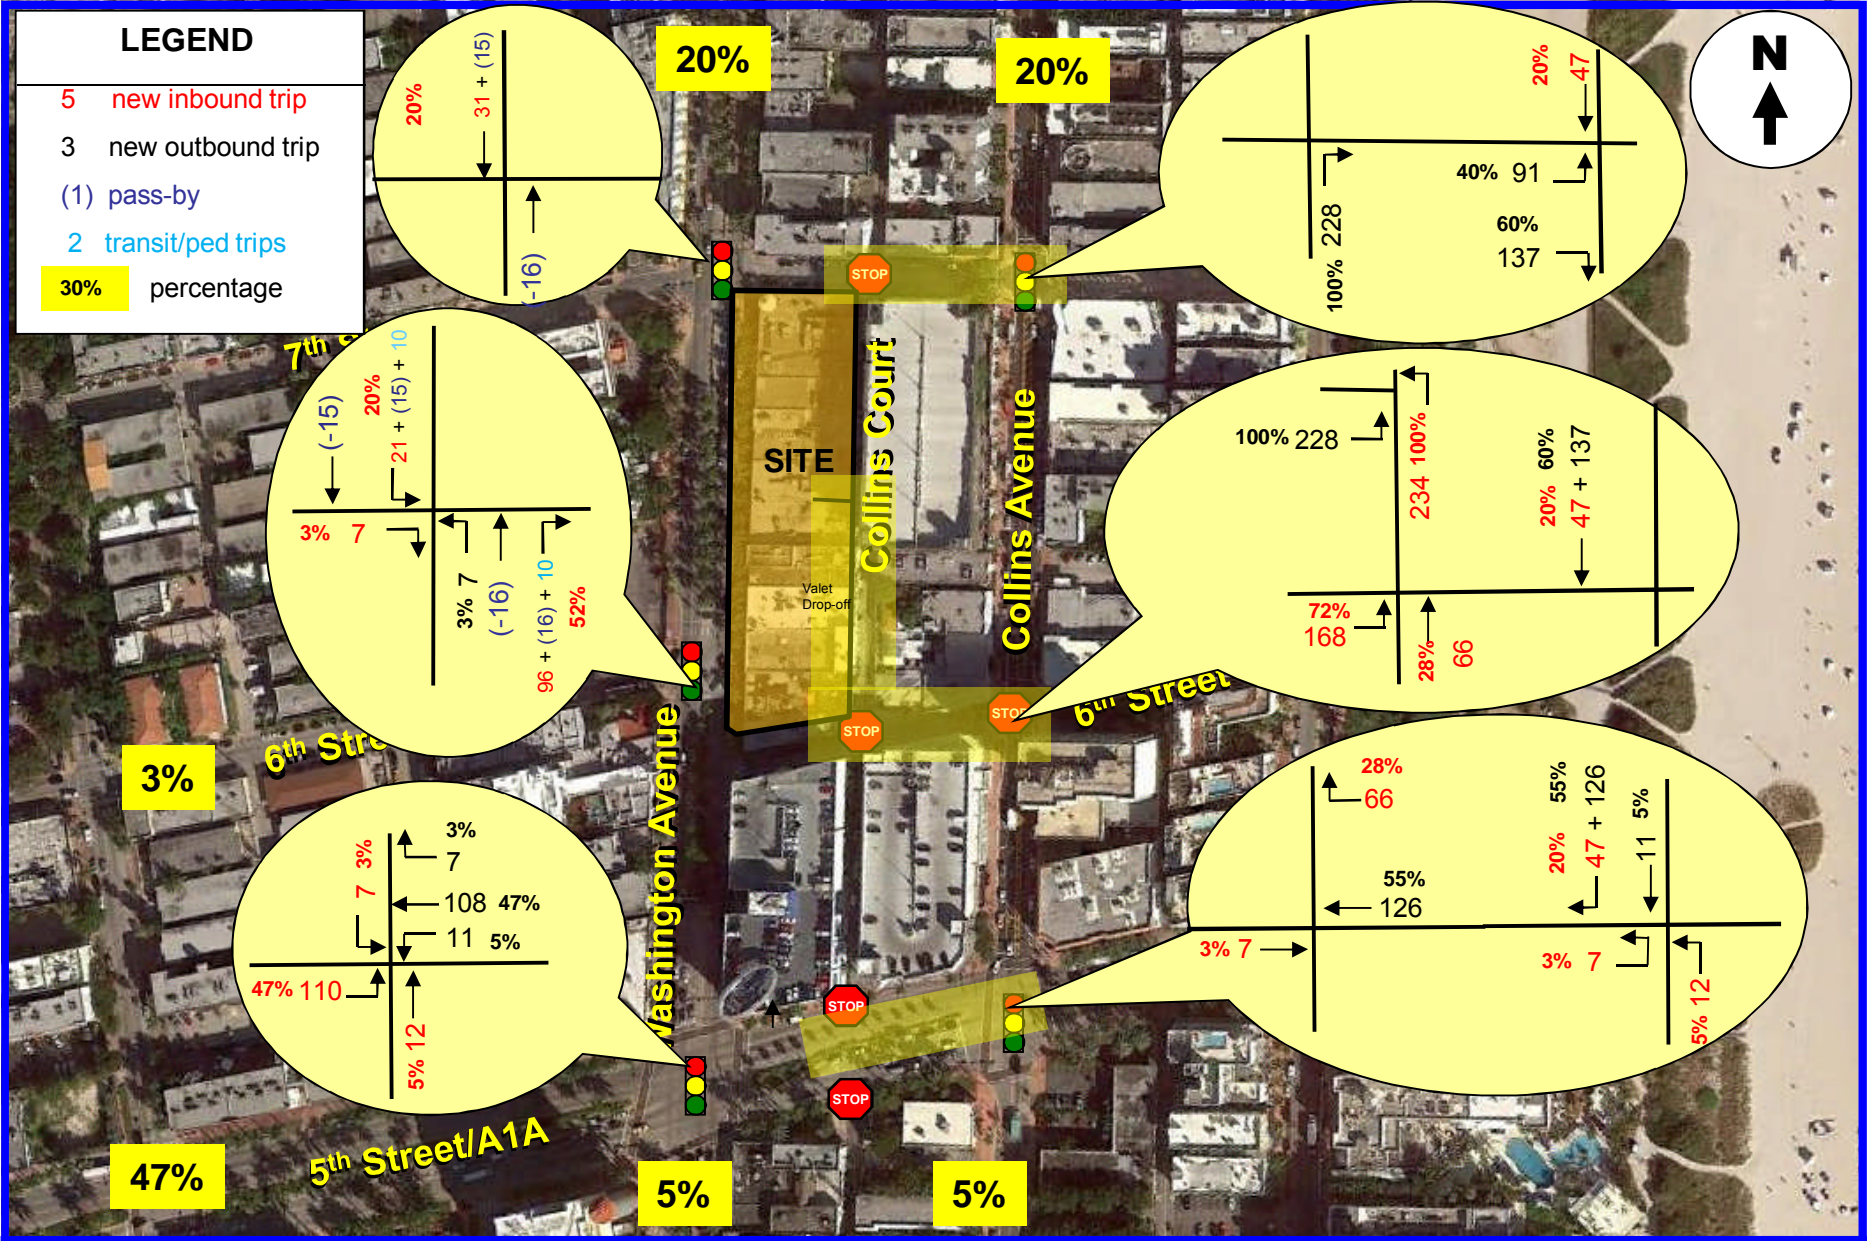 LEGEND
5 new inbound trip
3 new outbound trip
(1) pass-by
2 transit/ped trips
30% percentage
20%
31 + (15)
(-16)
20%
20%
20%
47
40% 91
60%
137
100% 228
N
STOP
7th
(-15)
20%
21 + (15) + 10
3% 7
3% 7
(-16)
96 + (16) + 10
52%
SITE
Collins Court
Collins Avenue
Valet
Drop-off
100% 228
234 100%
20% 60%
47 + 137
72%
168
28%
66
STOP
STOP
6th Street
6th Stre
Washington Avenue
3%
3%
7
3%
7
108 47%
11 5%
47% 110
5% 12
28%
66
55%
126
20% 55%
47 + 126
11 5%
3% 7
3% 7
5% 12
STOP
STOP
5th Street/A1A
47%
5%
5%